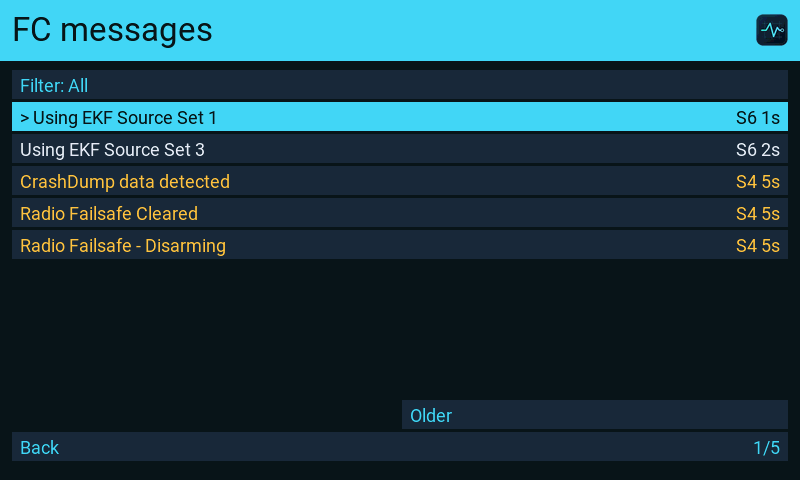 FC messages
Filter: All
> Using EKF Source Set 1 S6 1s
Using EKF Source Set 3 S6 2s
CrashDump data detected S4 5s
Radio Failsafe Cleared S4 5s
Radio Failsafe - Disarming S4 5s
Older
Back 1/5